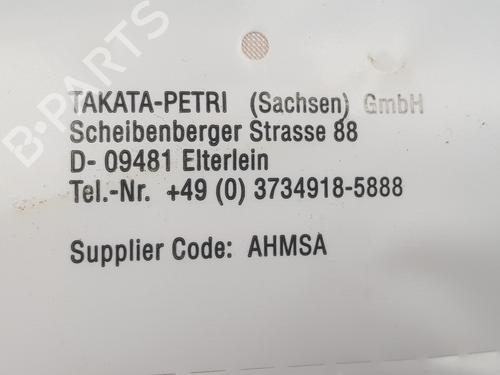 B-PARTS
TAKATA-PETRI (Sachsen) GmbH
Scheibenberger Strasse 88
D- 09481 Elterlein
Tel.-Nr. +49 (0) 3734918-5888
Supplier Code: AHMSA